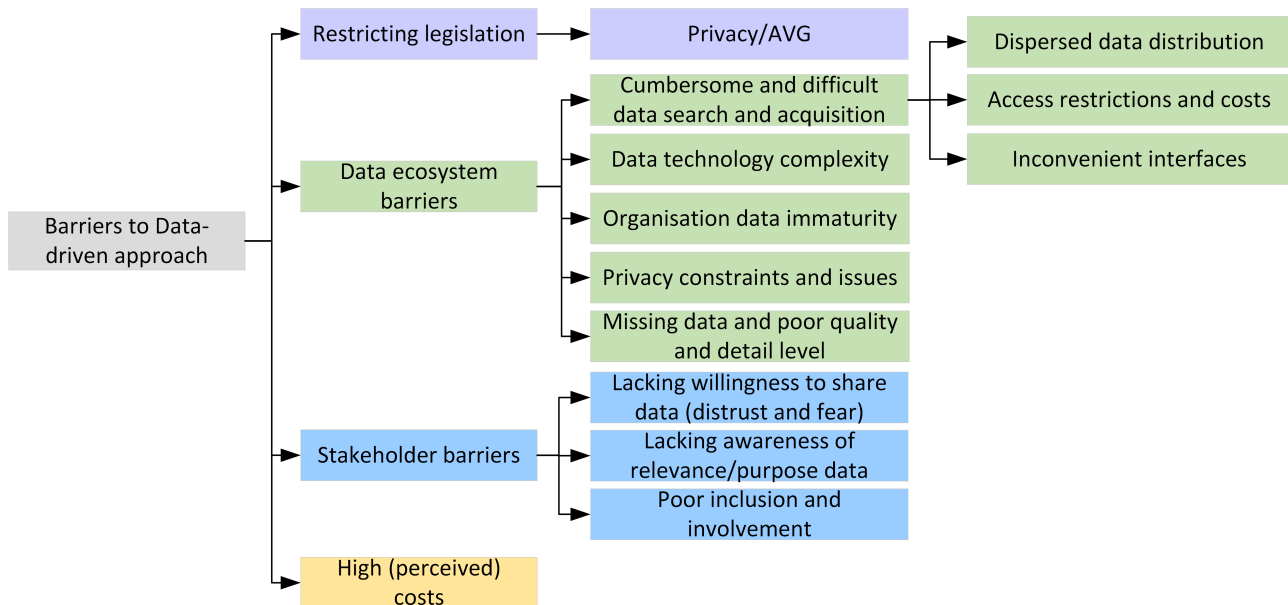 Barriers to Data-
driven approach
Restricting legislation
Privacy/AVG
Data ecosystem
barriers
Cumbersome and difficult
data search and acquisition
Dispersed data distribution
Access restrictions and costs
Inconvenient interfaces
Data technology complexity
Organisation data immaturity
Privacy constraints and issues
Missing data and poor quality
and detail level
Stakeholder barriers
Lacking willingness to share
data (distrust and fear)
Lacking awareness of
relevance/purpose data
Poor inclusion and
involvement
High (perceived)
costs